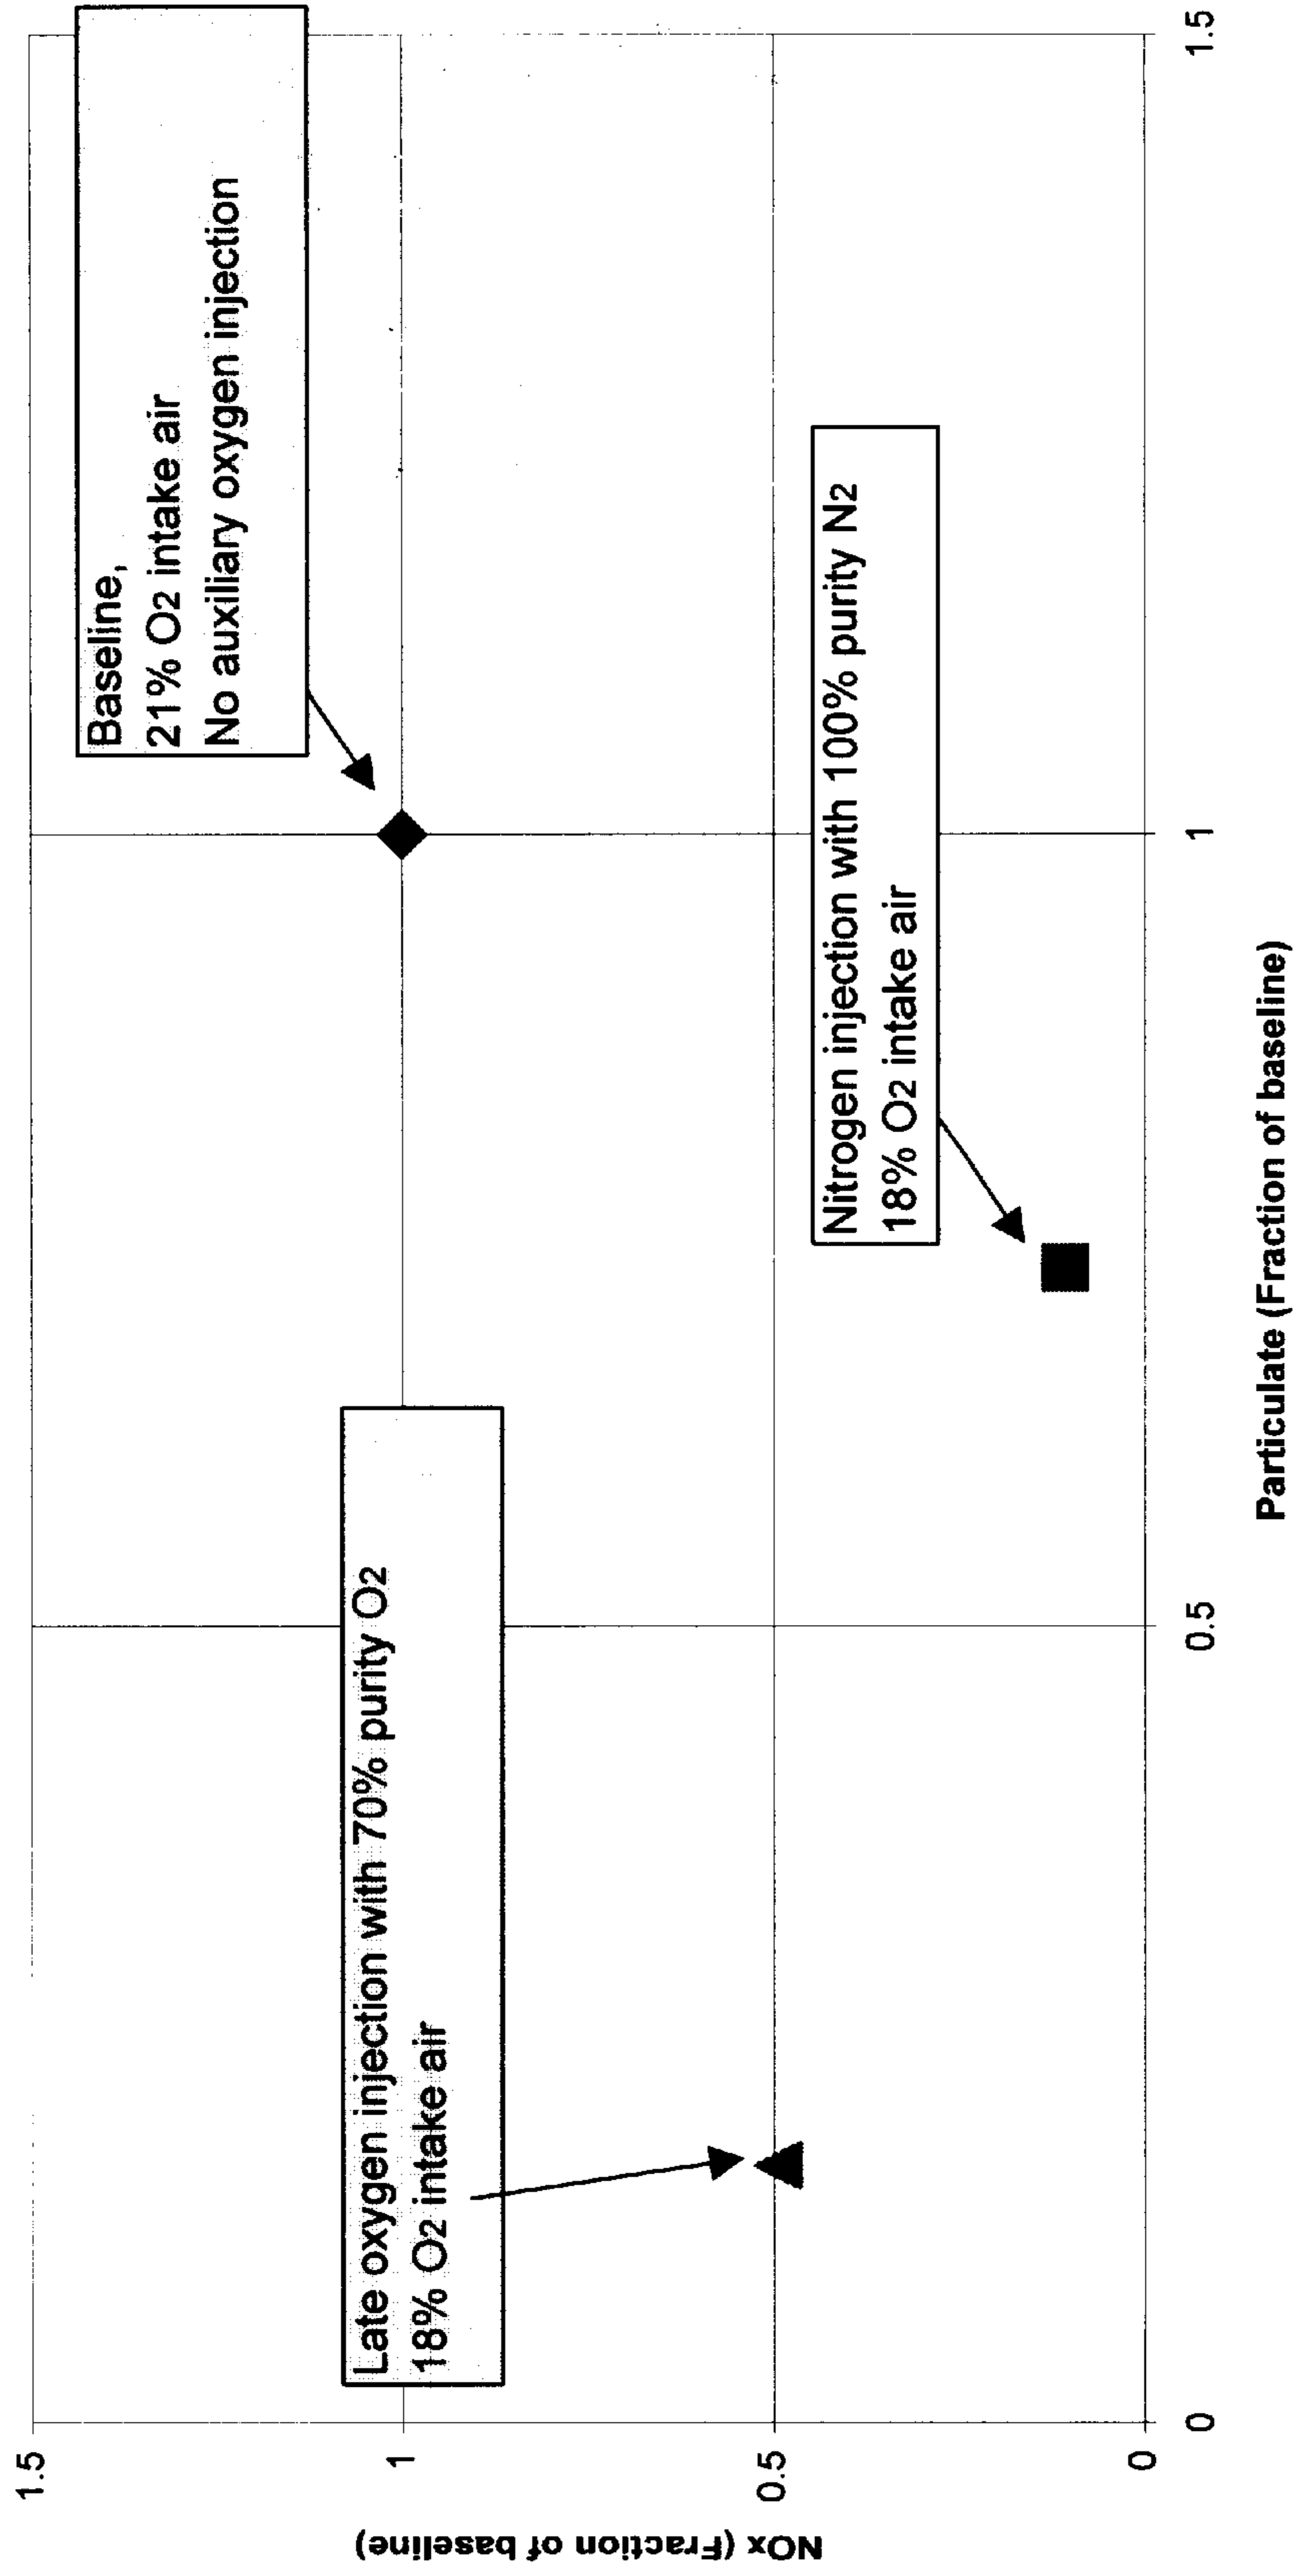 1.5
1
0.5
0
NOx (Fraction of baseline)
Baseline,
21% O2 intake air
No auxiliary oxygen injection
Late oxygen injection with 70% purity O2
18% O2 intake air
Nitrogen injection with 100% purity N2
18% O2 intake air
0
0.5
1
1.5
Particulate (Fraction of baseline)